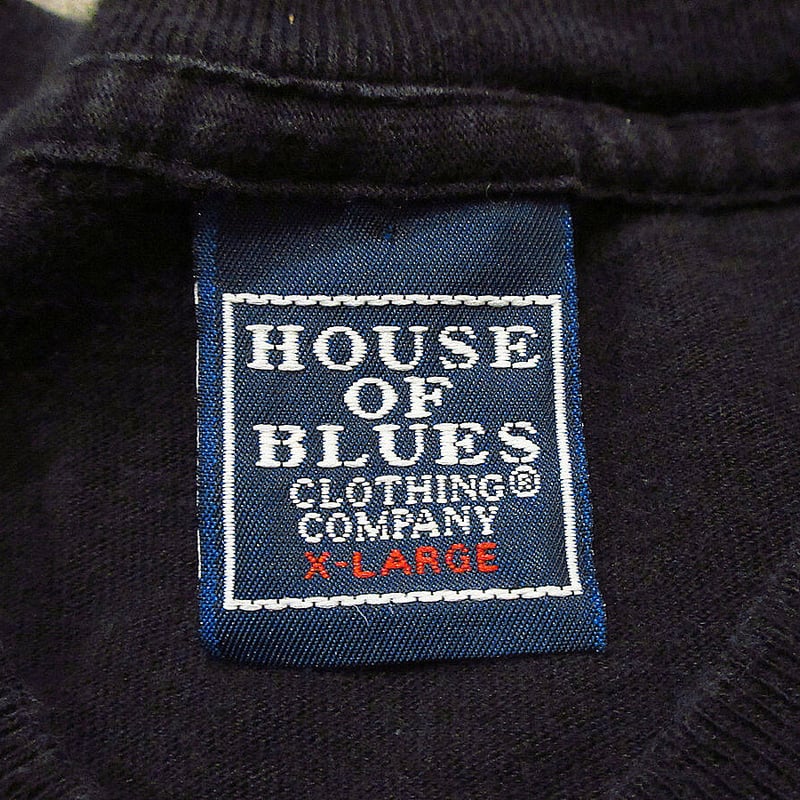 HOUSE
OF
BLUES
CLOTHING®
COMPANY
X-LARGE